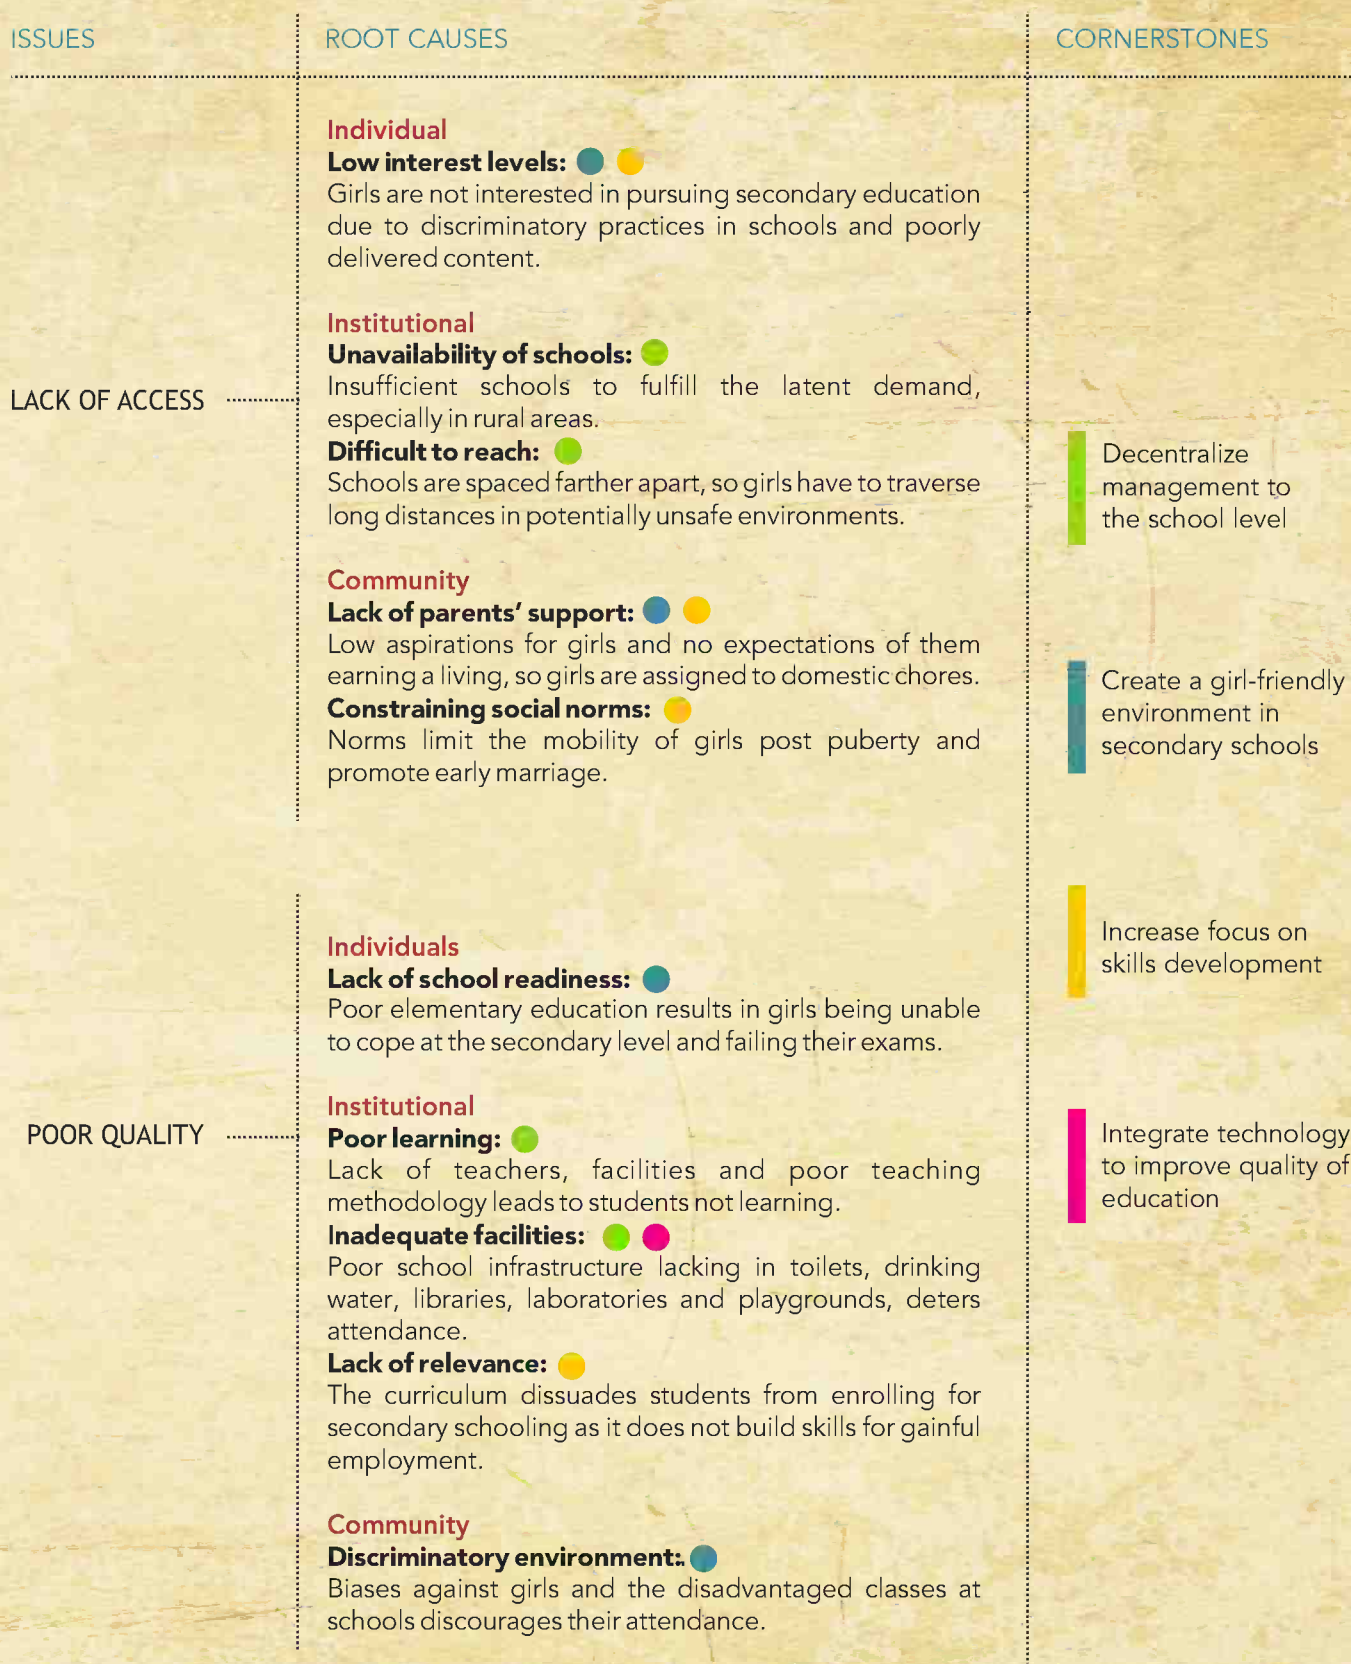 ISSUES
ROOT CAUSES
CORNERSTONES
Individual
Low interest levels:
Girls are not interested in pursuing secondary education
due to discriminatory practices in schools and poorly
delivered content.
Institutional
Unavailability of schools:
Insufficient schools to fulfill the latent demand,
especially in rural areas.
Difficult to reach:
Schools are spaced farther apart, so girls have to traverse
long distances in potentially unsafe environments.
Community
Lack of parents' support:
Low aspirations for girls and no expectations of them
earning a living, so girls are assigned to domestic chores.
Constraining social norms:
Norms limit the mobility of girls post puberty and
promote early marriage.
LACK OF ACCESS
Individuals
Lack of school readiness:
Poor elementary education results in girls being unable
to cope at the secondary level and failing their exams.
Institutional
Poor learning:
Lack of teachers, facilities and poor teaching
methodology leads to students not learning.
Inadequate facilities:
Poor school infrastructure lacking in toilets, drinking
water, libraries, laboratories and playgrounds, deters
attendance.
Lack of relevance:
The curriculum dissuades students from enrolling for
secondary schooling as it does not build skills for gainful
employment.
Community
Discriminatory environment:.
Biases against girls and the disadvantaged classes at
schools discourages their attendance.
POOR QUALITY
Decentralize
management to
the school level
Create a girl-friendly
environment in
secondary schools
Increase focus on
skills development
Integrate technology
to improve quality of
education